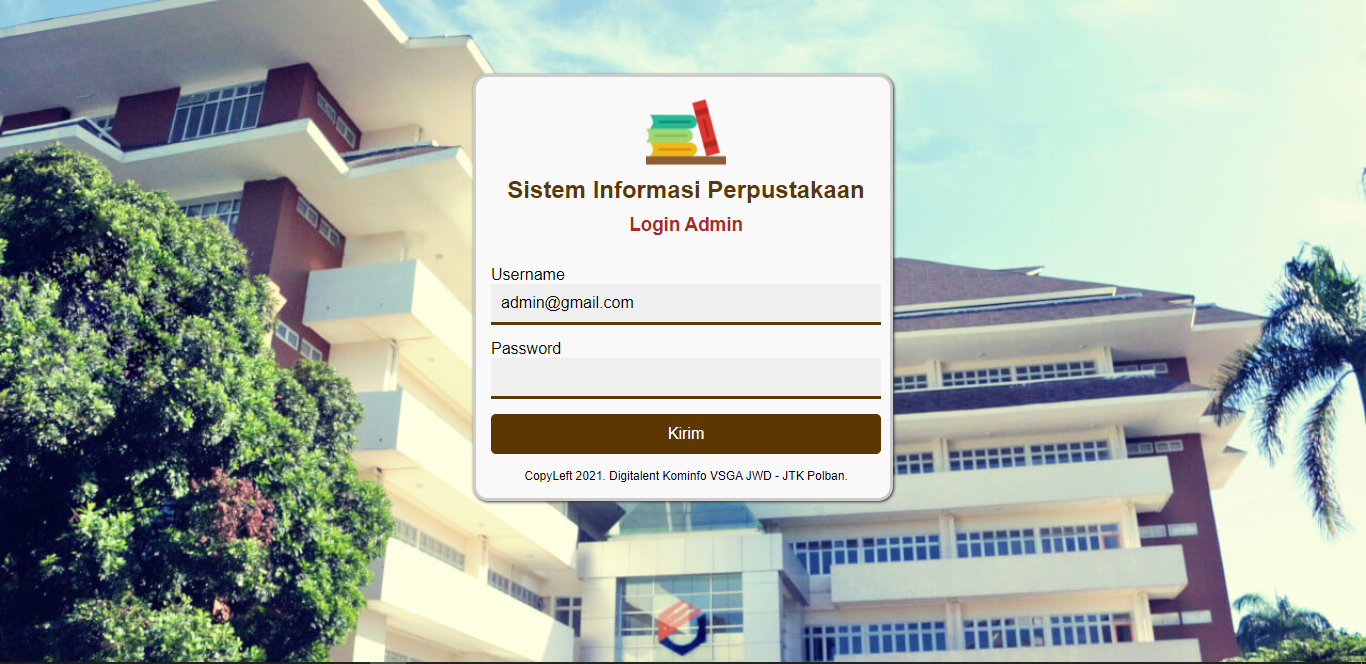 Sistem Informasi Perpustakaan
Login Admin
Username
admin@gmail.com
Password
Kirim
CopyLeft 2021. Digitalent Kominfo VSGA JWD - JTK Polban.